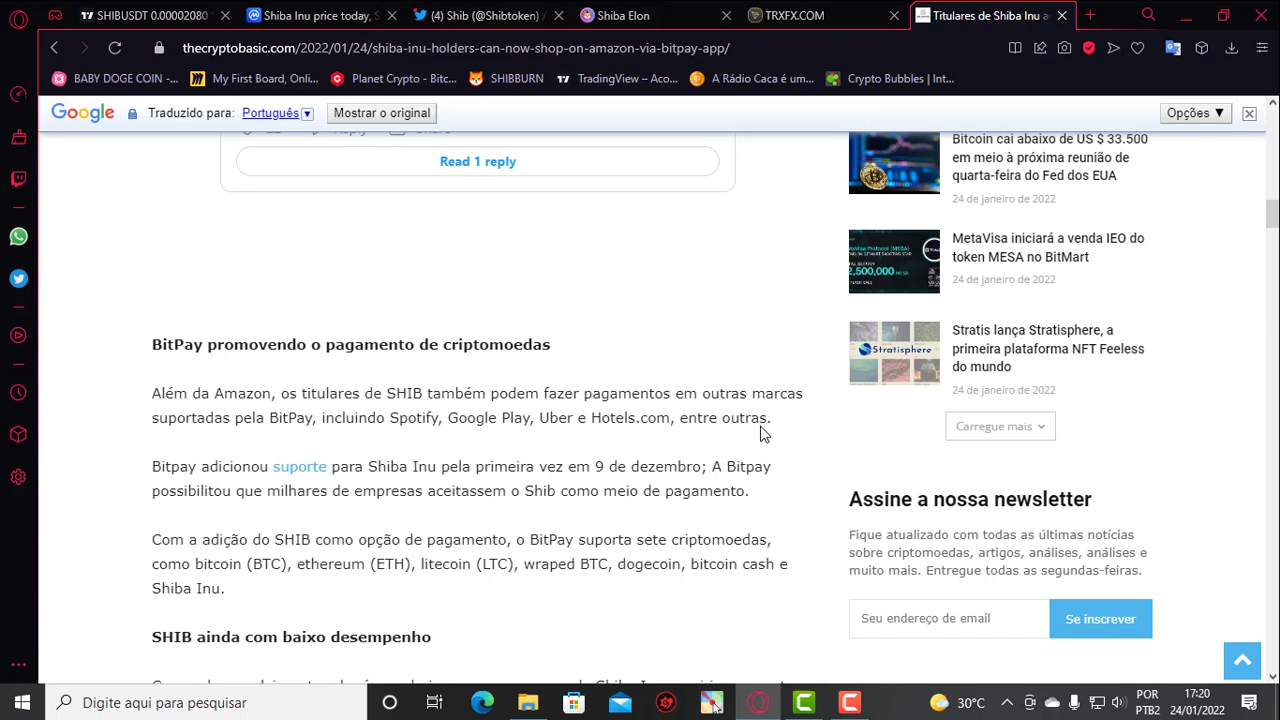 SHIBUSDT 0.00002080
Shiba Inu price today,
(4) Shib (@Shibtoken)
Shiba Elon
TRXFX.COM
Titulares de Shiba Inu a
thecryptobasic.com/2022/01/24/shiba-inu-holders-can-now-shop-on-amazon-via-bitpay-app/
BABY DOGE COIN -...
My First Board, Onli...
Planet Crypto - Bitc...
SHIBBURN
TradingView – Aco...
A Rádio Caca é um...
Crypto Bubbles | Int...
Google
Traduzido para: Português
Mostrar o original
Opções ▼
Read 1 reply
BitPay promovendo o pagamento de criptomoedas
Além da Amazon, os titulares de SHIB também podem fazer pagamentos em outras marcas
suportadas pela BitPay, incluindo Spotify, Google Play, Uber e Hotels.com, entre outras.
Bitpay adicionou suporte para Shiba Inu pela primeira vez em 9 de dezembro; A Bitpay
possibilitou que milhares de empresas aceitassem o Shib como meio de pagamento.
Com a adição do SHIB como opção de pagamento, o BitPay suporta sete criptomoedas,
como bitcoin (BTC), ethereum (ETH), litecoin (LTC), wraped BTC, dogecoin, bitcoin cash e
Shiba Inu.
SHIB ainda com baixo desempenho
Bitcoin cai abaixo de US $ 33.500
em meio à próxima reunião de
quarta-feira do Fed dos EUA
24 de janeiro de 2022
2,500,000
MetaVisa iniciará a venda IEO do
token MESA no BitMart
24 de janeiro de 2022
Stratisphere
Stratis lança Stratisphere, a
primeira plataforma NFT Feeless
do mundo
24 de janeiro de 2022
Carregue mais
Assine a nossa newsletter
Fique atualizado com todas as últimas notícias
sobre criptomoedas, artigos, análises, análises e
muito mais. Entregue todas as segundas-feiras.
Seu endereço de email
Se inscrever
Digite aqui para pesquisar
30°C
POR
PTB2
17:20
24/01/2022